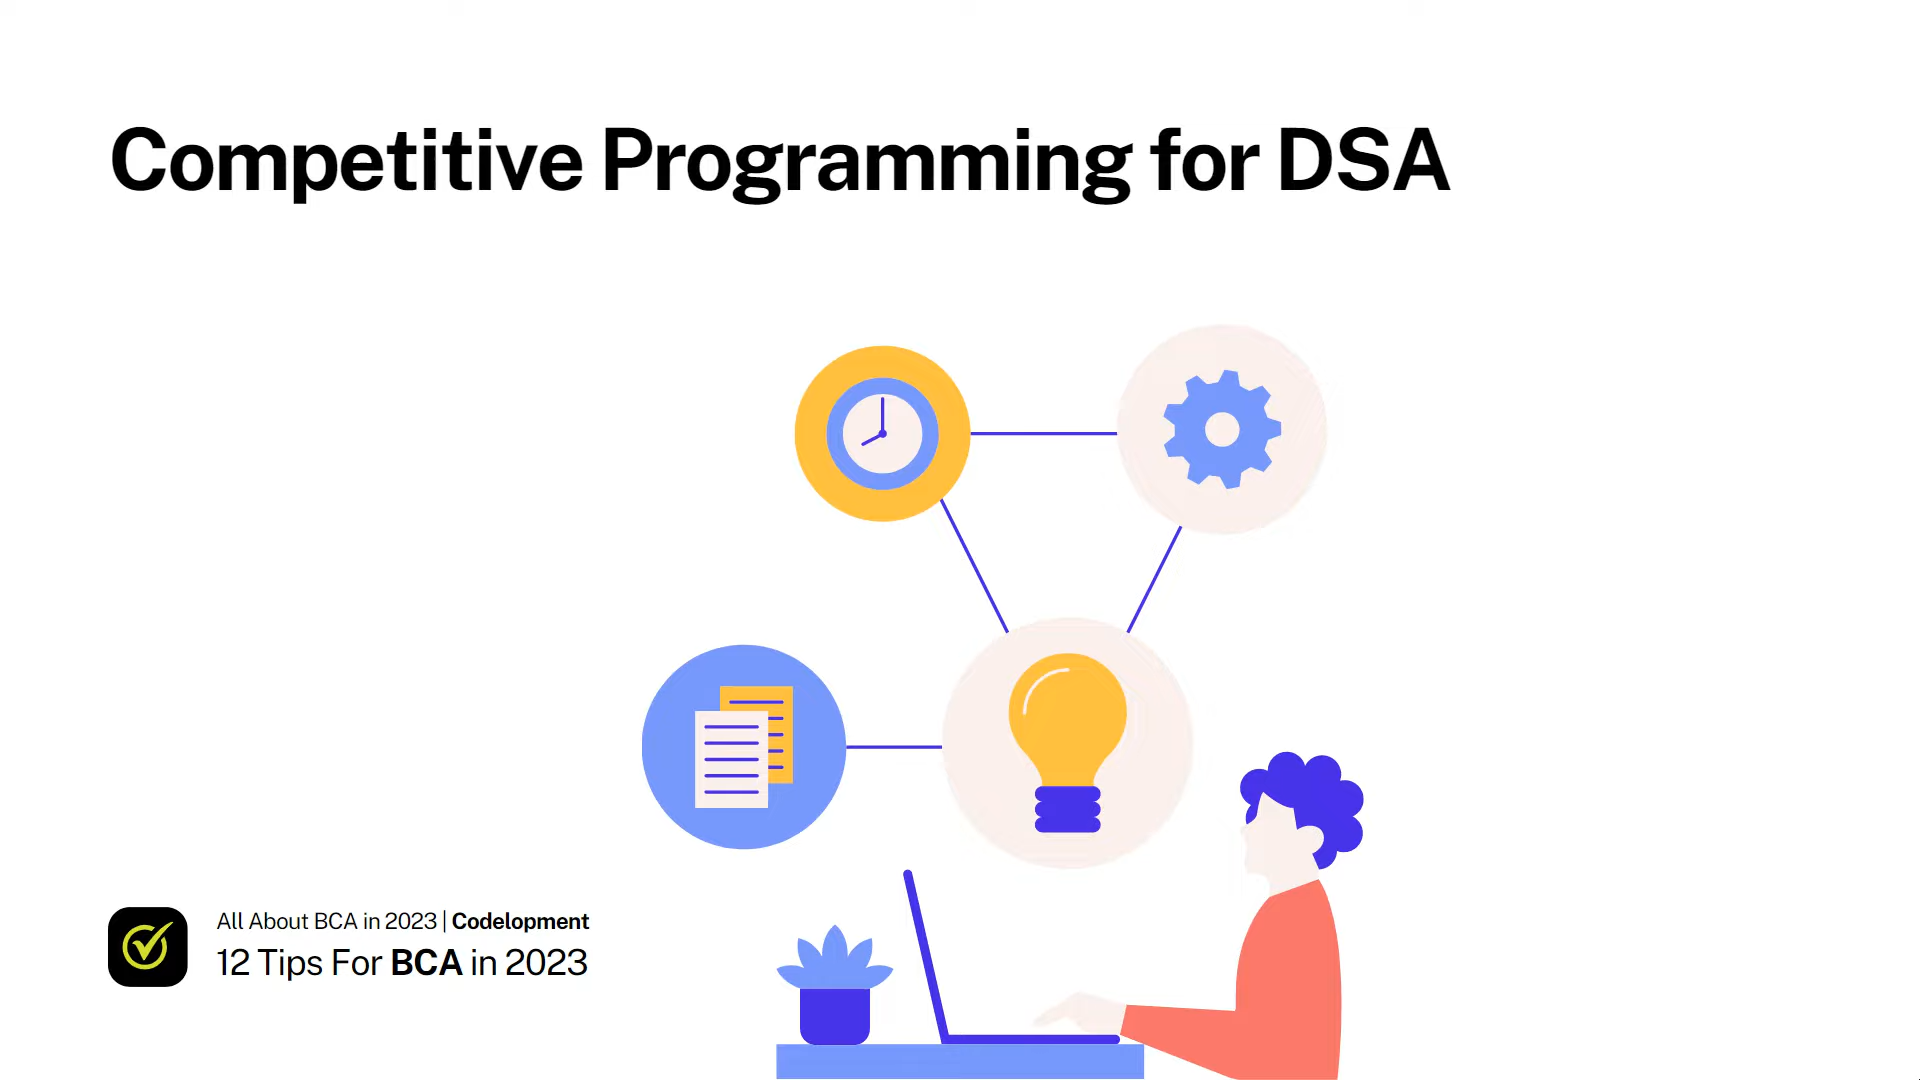 Competitive Programming for DSA
All About BCA in 2023 | Codelopment
12 Tips For BCA in 2023